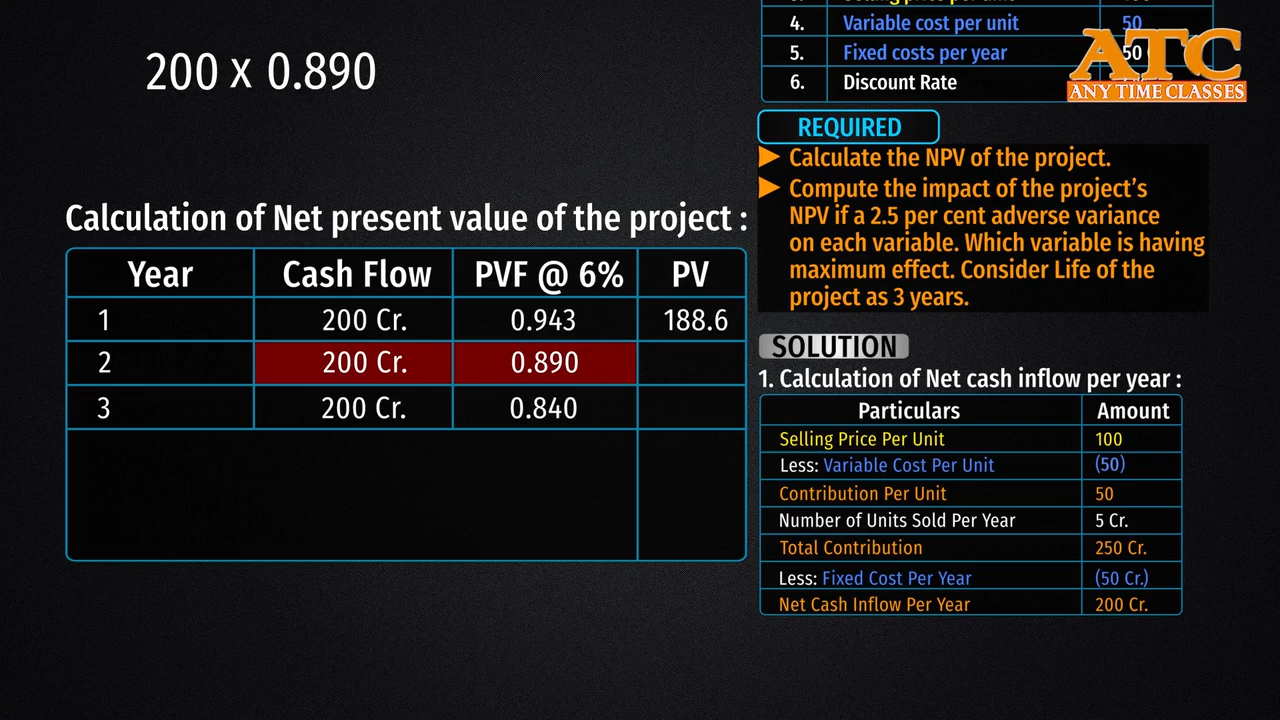 200 x 0.890
4. Variable cost per unit 50
5. Fixed costs per year 50
6. Discount Rate
ATC
ANY TIME CLASSES
REQUIRED
Calculate the NPV of the project.
Compute the impact of the project's
NPV if a 2.5 per cent adverse variance
on each variable. Which variable is having
maximum effect. Consider Life of the
project as 3 years.
Calculation of Net present value of the project :
Year Cash Flow PVF @ 6% PV
1 200 Cr. 0.943 188.6
2 200 Cr. 0.890
3 200 Cr. 0.840
SOLUTION
1. Calculation of Net cash inflow per year :
Particulars Amount
Selling Price Per Unit 100
Less: Variable Cost Per Unit (50)
Contribution Per Unit 50
Number of Units Sold Per Year 5 Cr.
Total Contribution 250 Cr.
Less: Fixed Cost Per Year (50 Cr.)
Net Cash Inflow Per Year 200 Cr.